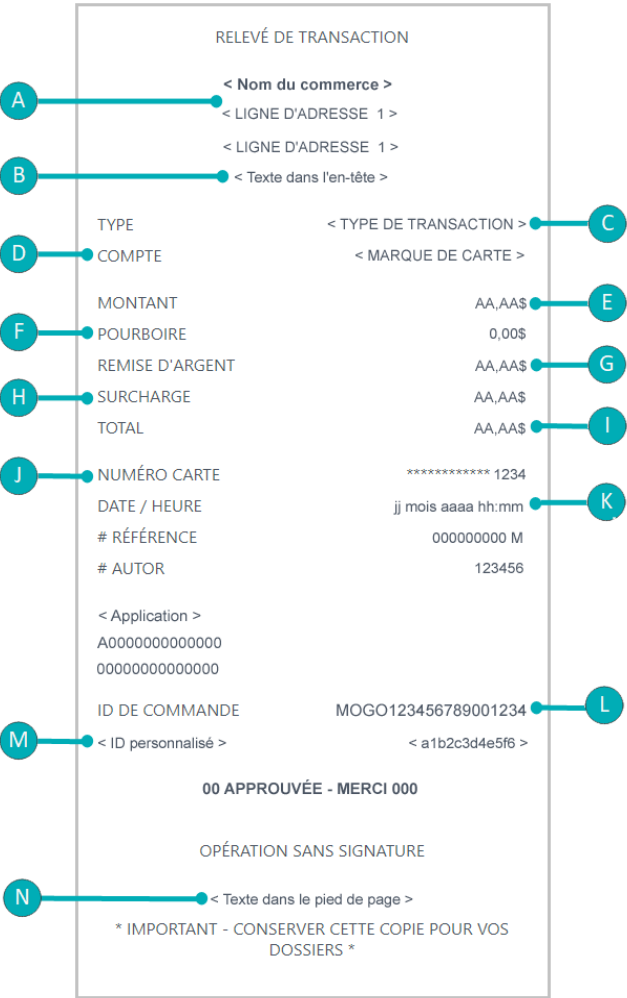 RELEVÉ DE TRANSACTION
A
< Nom du commerce >
< LIGNE D'ADRESSE 1 >
< LIGNE D'ADRESSE 1 >
B
< Texte dans l'en-tête >
TYPE < TYPE DE TRANSACTION > C
D COMPTE < MARQUE DE CARTE >
MONTANT AA,AA$ E
F POURBOIRE 0,00$
REMISE D'ARGENT AA,AA$ G
H SURCHARGE AA,AA$
TOTAL AA,AA$ I
J NUMÉRO CARTE ************ 1234
DATE / HEURE jj mois aaaa hh:mm K
# RÉFÉRENCE 000000000 M
# AUTOR 123456
< Application >
A0000000000000
00000000000000
ID DE COMMANDE MOGO123456789001234 L
M < ID personnalisé > < a1b2c3d4e5f6 >
00 APPROUVÉE - MERCI 000
OPÉRATION SANS SIGNATURE
N < Texte dans le pied de page >
* IMPORTANT - CONSERVER CETTE COPIE POUR VOS
DOSSIERS *